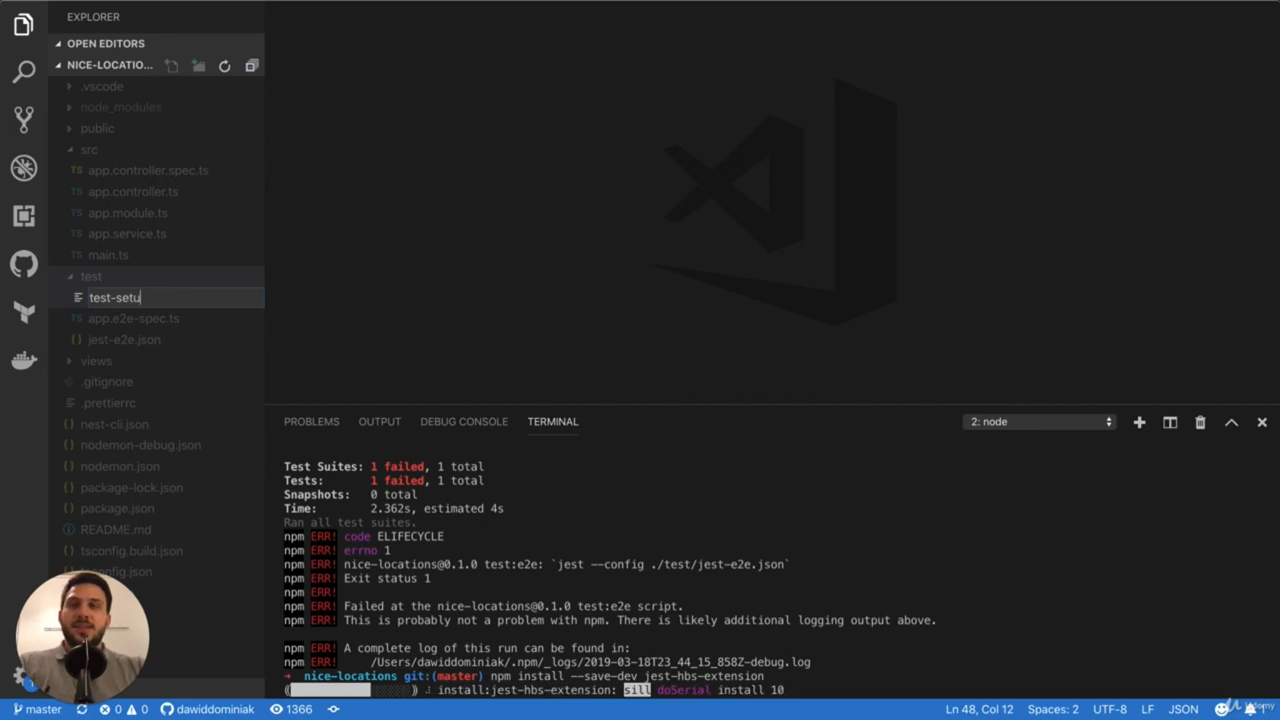 EXPLORER
OPEN EDITORS
NICE-LOCATIO...
.vscode
node_modules
public
src
TS app.controller.spec.ts
TS app.controller.ts
TS app.module.ts
TS app.service.ts
TS main.ts
test
test-setu
TS app.e2e-spec.ts
{} jest-e2e.json
views
.gitignore
.prettierrc
{} nest-cli.json
{} nodemon-debug.json
{} nodemon.json
{} package-lock.json
{} package.json
README.md
{} tsconfig.build.json
tsconfig.json
PROBLEMS OUTPUT DEBUG CONSOLE TERMINAL 2: node
Test Suites: 1 failed, 1 total
Tests: 1 failed, 1 total
Snapshots: 0 total
Time: 2.362s, estimated 4s
Ran all test suites.
npm ERR! code ELIFECYCLE
npm ERR! errno 1
npm ERR! nice-locations@0.1.0 test:e2e: `jest --config ./test/jest-e2e.json`
npm ERR! Exit status 1
npm ERR!
npm ERR! Failed at the nice-locations@0.1.0 test:e2e script.
npm ERR! This is probably not a problem with npm. There is likely additional logging output above.
npm ERR! A complete log of this run can be found in:
npm ERR! /Users/dawiddominiak/.npm/_logs/2019-03-18T23_44_15_858Z-debug.log
➜ nice-locations git:(master) npm install --save-dev jest-hbs-extension
install:jest-hbs-extension: sill doSerial install 10
master 0 0 dawiddominiak 1366 Ln 48, Col 12 Spaces: 2 UTF-8 LF JSON 1
Udemy